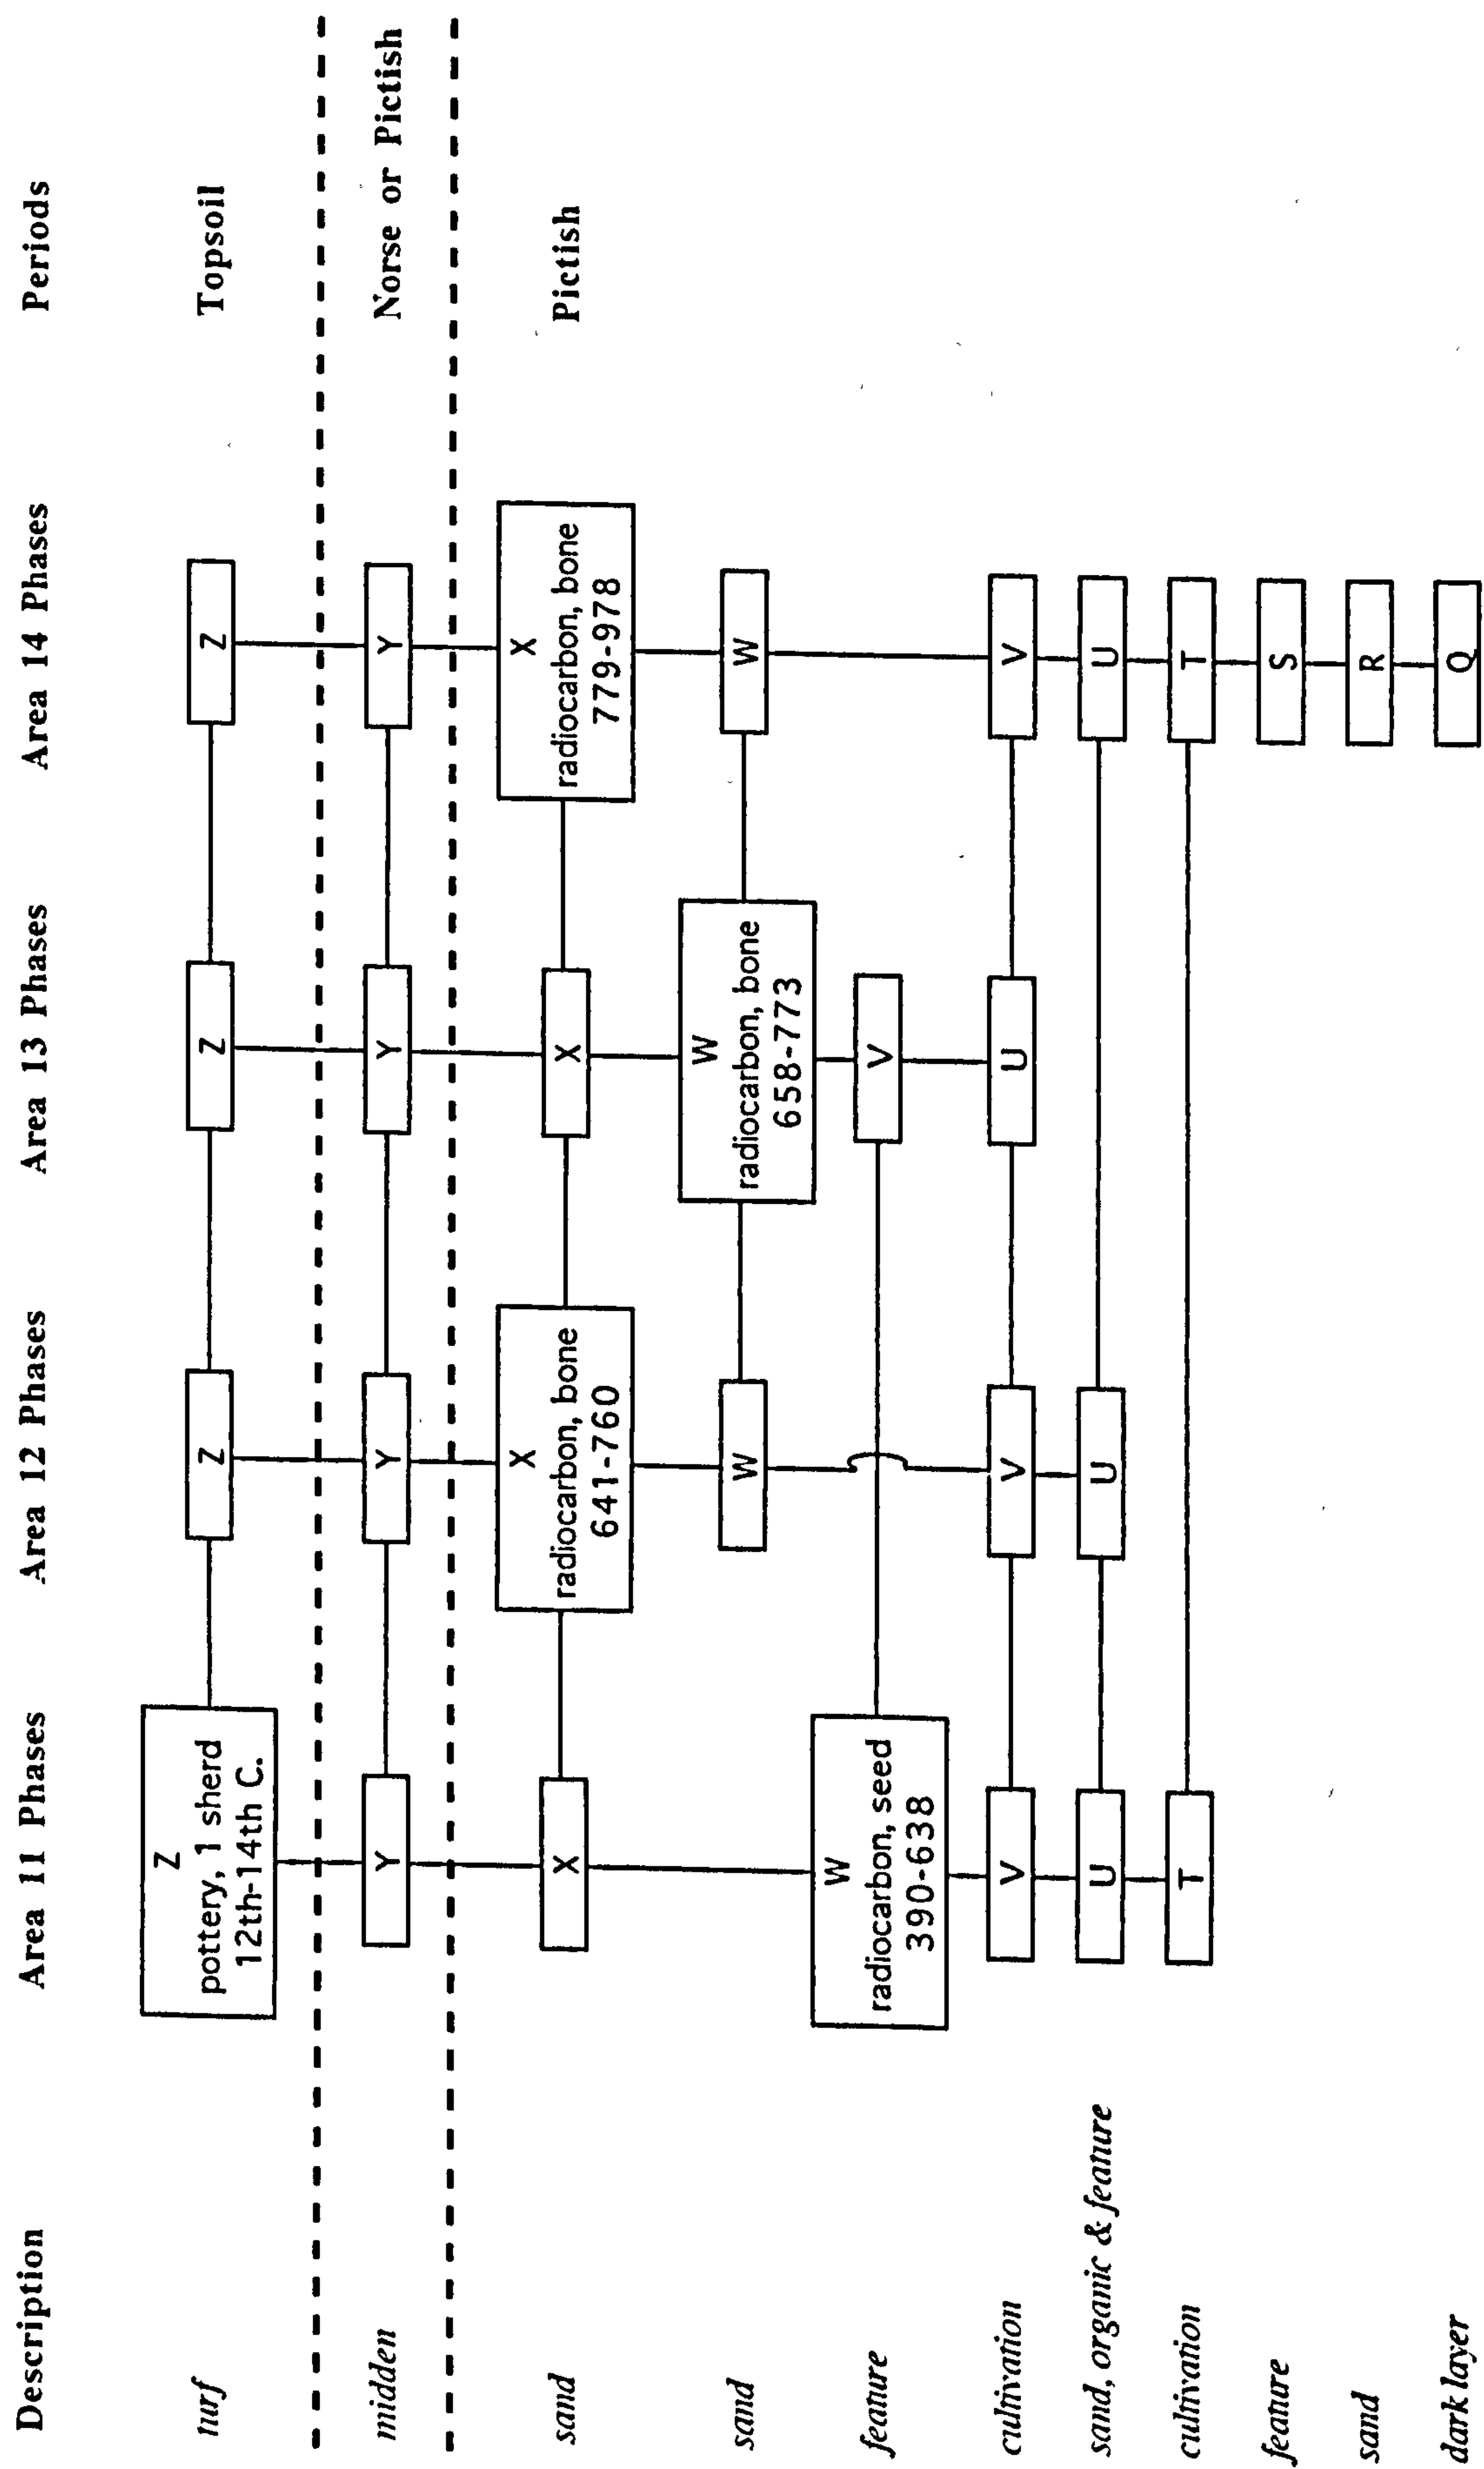 Description Area 11 Phases Area 12 Phases Area 13 Phases Area 14 Phases Periods
turf Z Z Z Z Topsoil
pottery, 1 sherd
12th-14th C.
midden Y Y Y Y Norse or Pictish
sand X X X X Pictish
radiocarbon, bone radiocarbon, bone
641-760 779-978
sand W W W
radiocarbon, bone
658-773
feature W V
radiocarbon, seed
390-638
cultivation V V U V
sand, organic & feature U U U
cultivation T T
feature S
sand R
dark layer Q